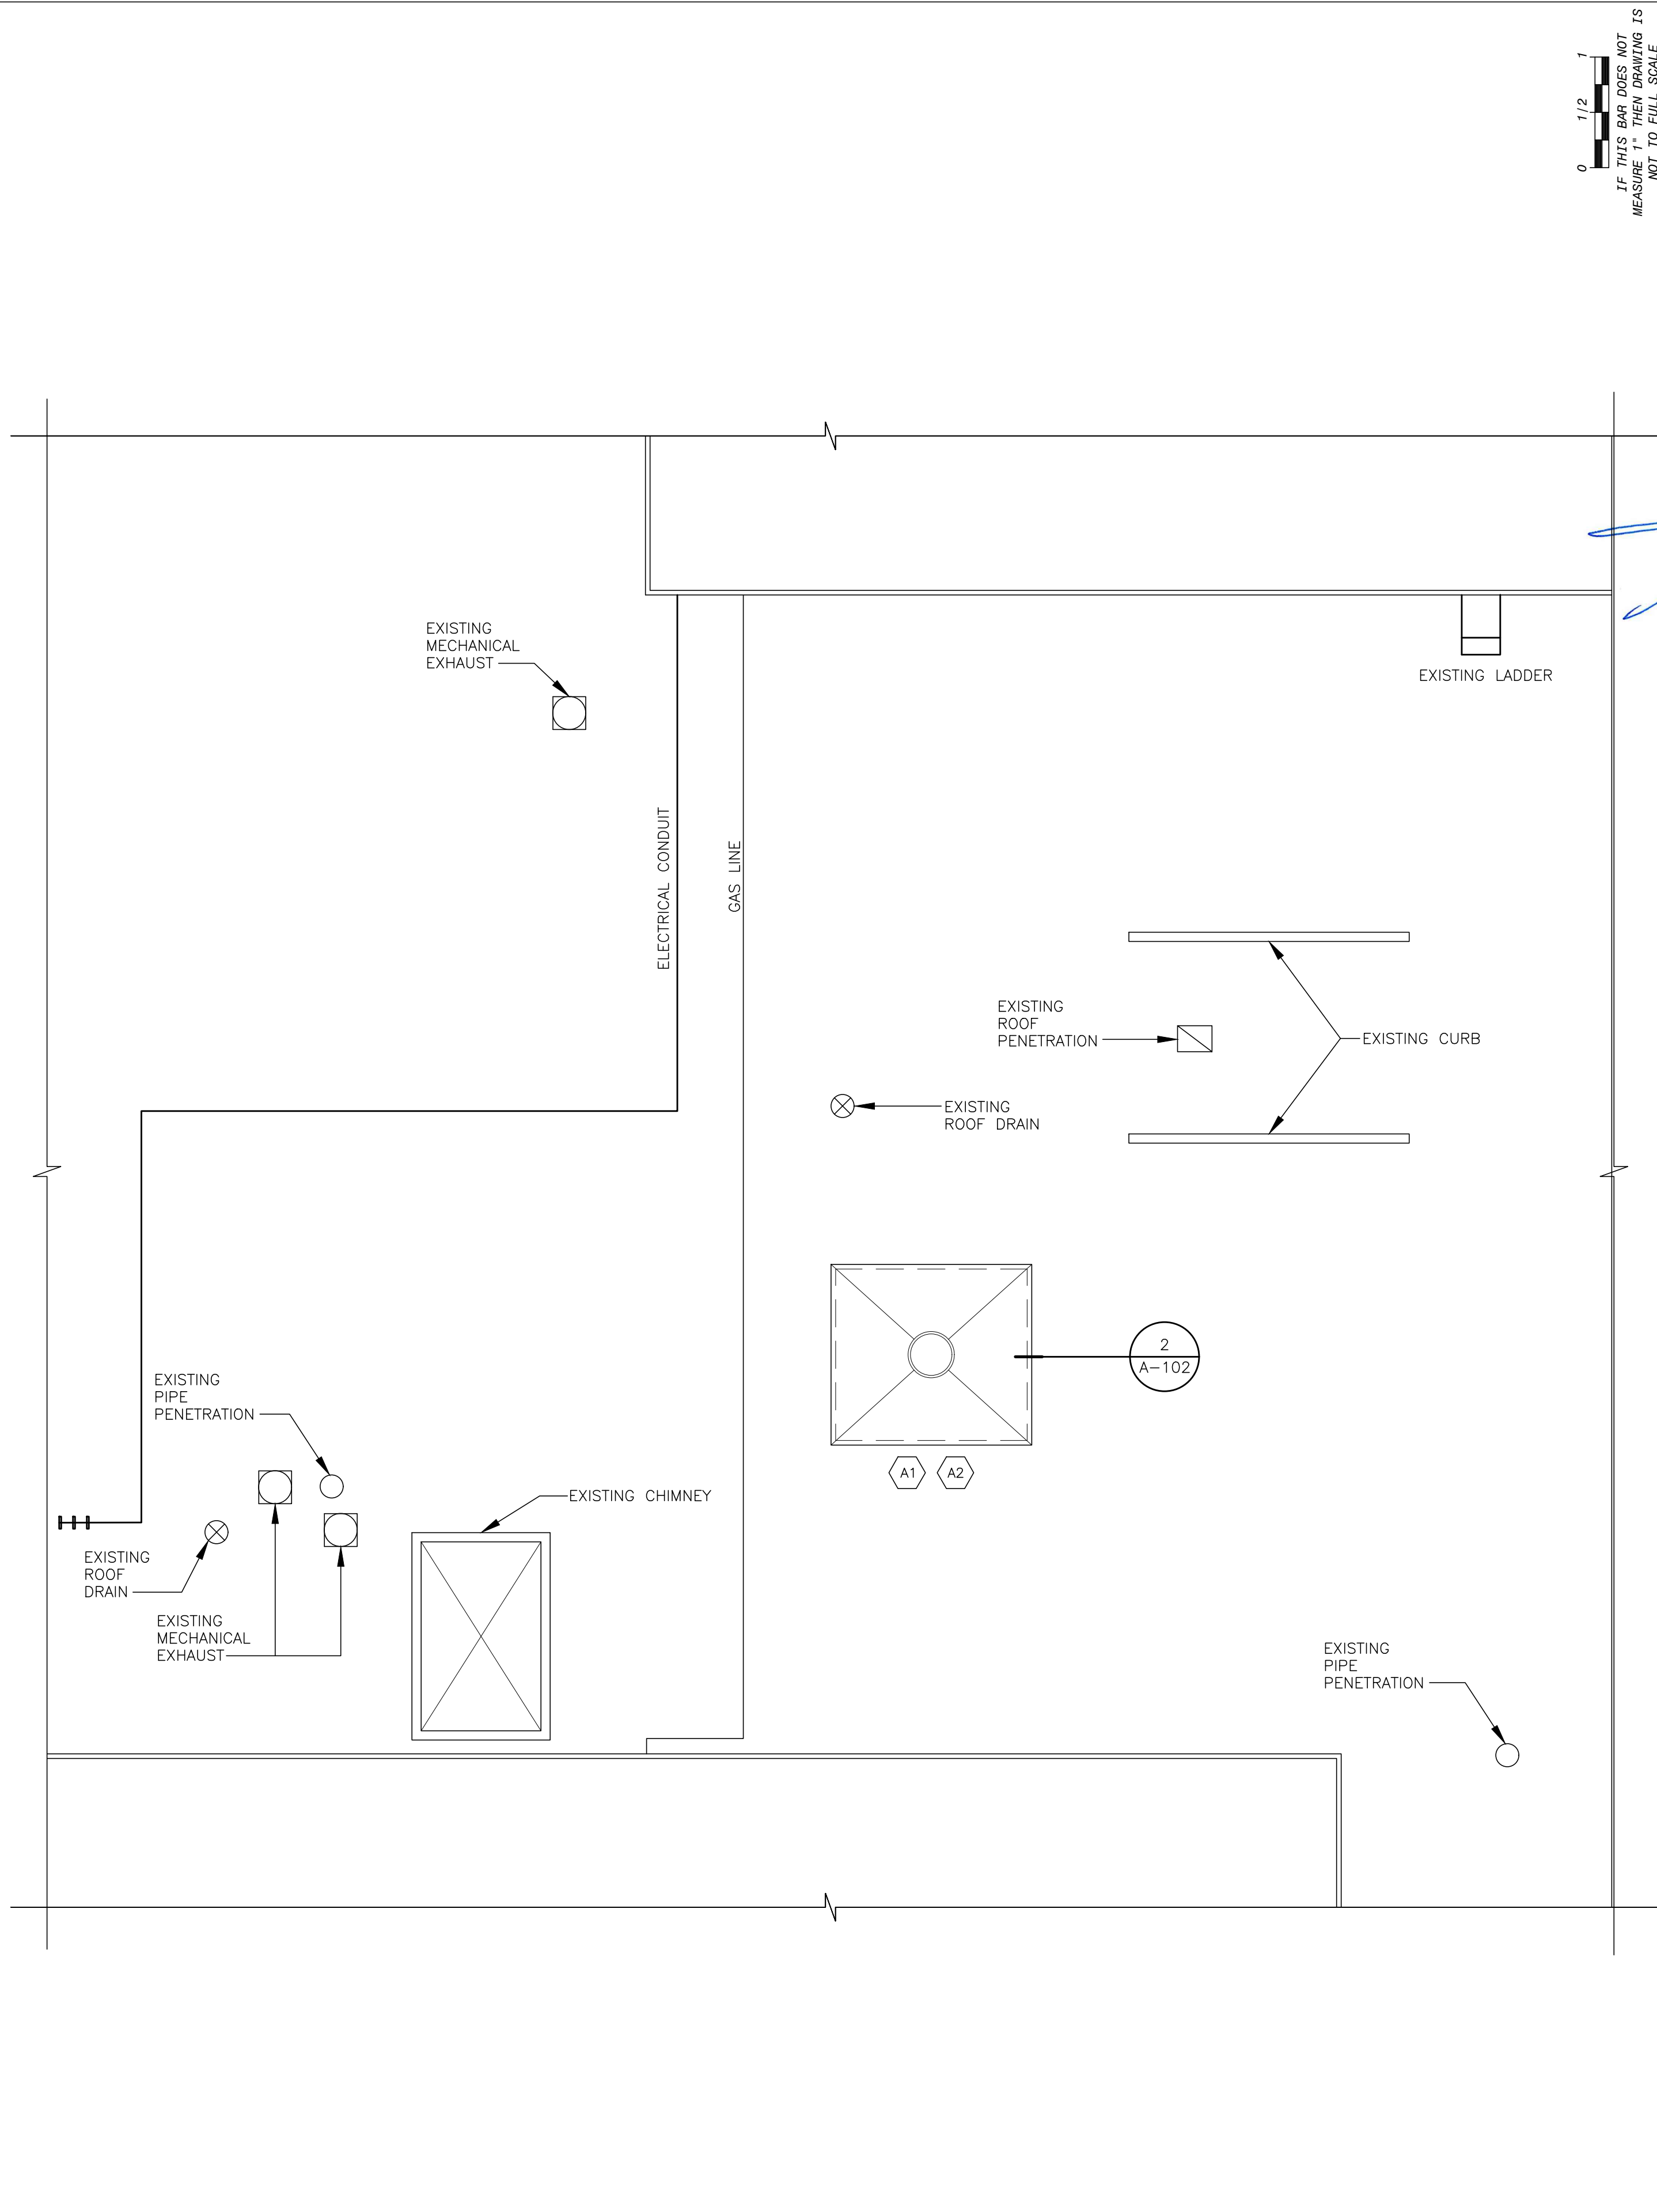 1
1/2
0
IF THIS BAR DOES NOT
MEASURE 1" THEN DRAWING IS
NOT TO FULL SCALE
EXISTING
MECHANICAL
EXHAUST
EXISTING LADDER
ELECTRICAL CONDUIT
GAS LINE
EXISTING
ROOF
PENETRATION
EXISTING CURB
EXISTING
ROOF DRAIN
2
A-102
EXISTING
PIPE
PENETRATION
A1
A2
EXISTING CHIMNEY
EXISTING
ROOF
DRAIN
EXISTING
MECHANICAL
EXHAUST
EXISTING
PIPE
PENETRATION